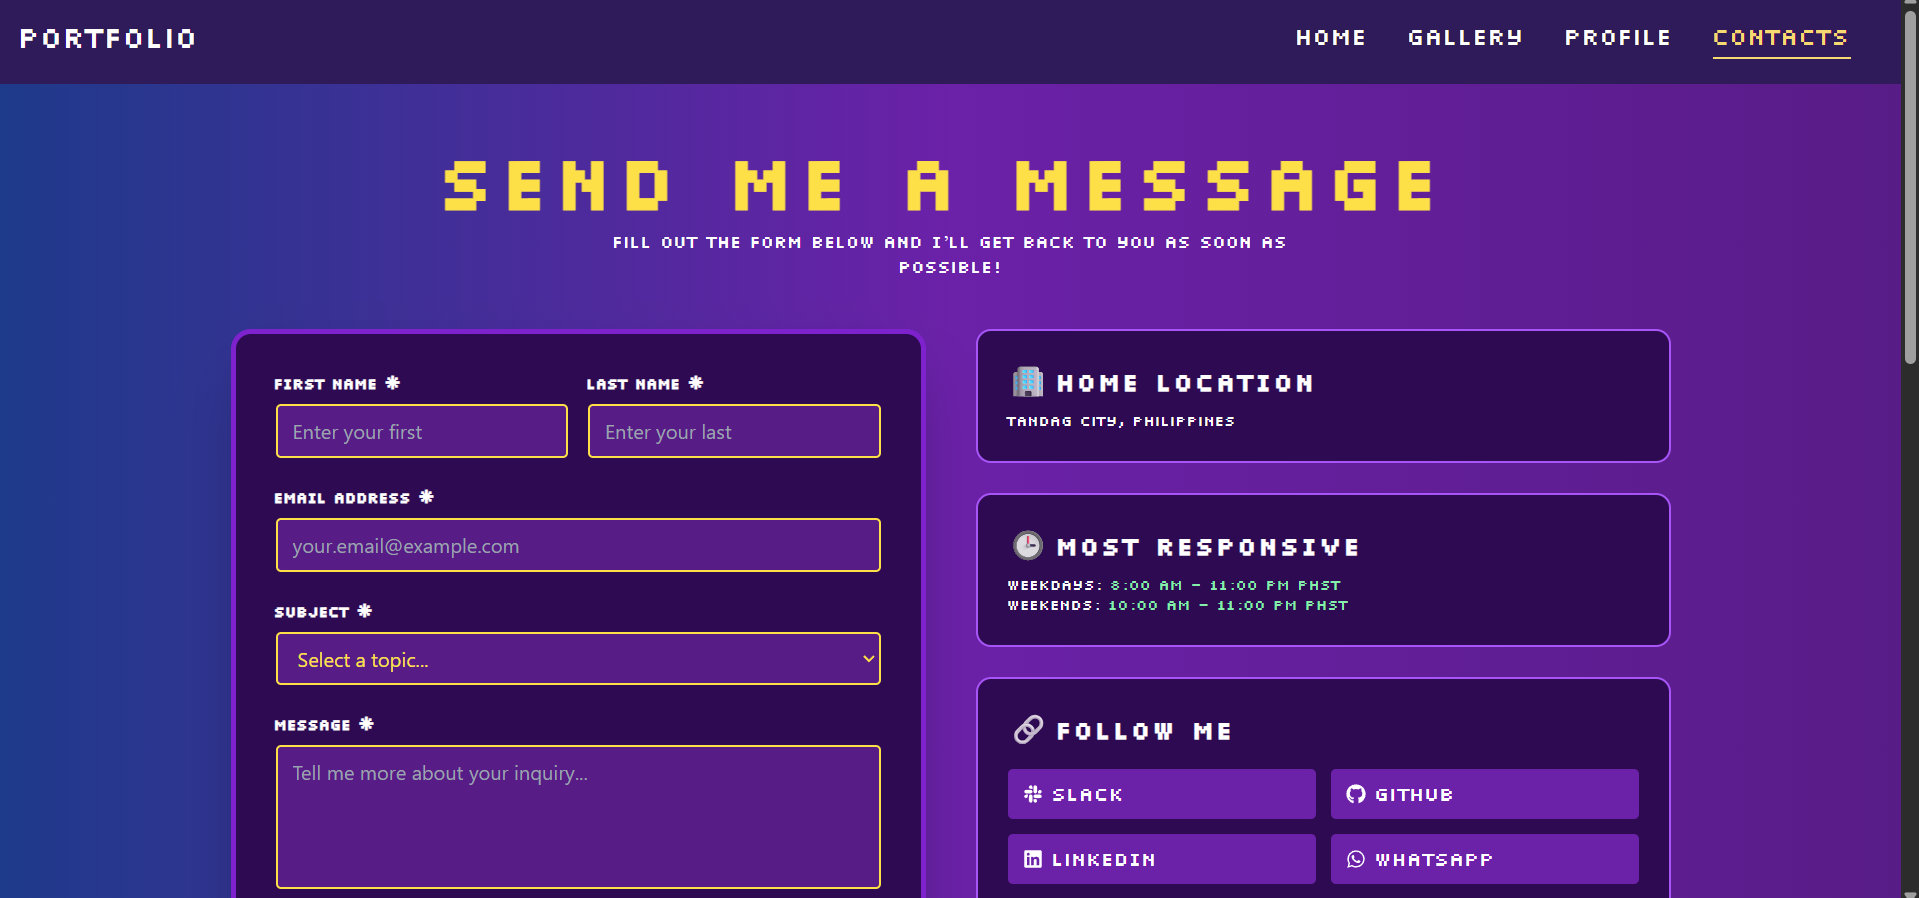 PORTFOLIO
HOME GALLERY PROFILE CONTACTS
SEND ME A MESSAGE
FILL OUT THE FORM BELOW AND I'LL GET BACK TO YOU AS SOON AS
POSSIBLE!
FIRST NAME *
Enter your first
LAST NAME *
Enter your last
EMAIL ADDRESS *
your.email@example.com
SUBJECT *
Select a topic...
MESSAGE *
Tell me more about your inquiry...
HOME LOCATION
TANDAG CITY, PHILIPPINES
MOST RESPONSIVE
WEEKDAYS: 8:00 AM - 11:00 PM PHST
WEEKENDS: 10:00 AM - 11:00 PM PHST
FOLLOW ME
SLACK
GITHUB
LINKEDIN
WHATSAPP